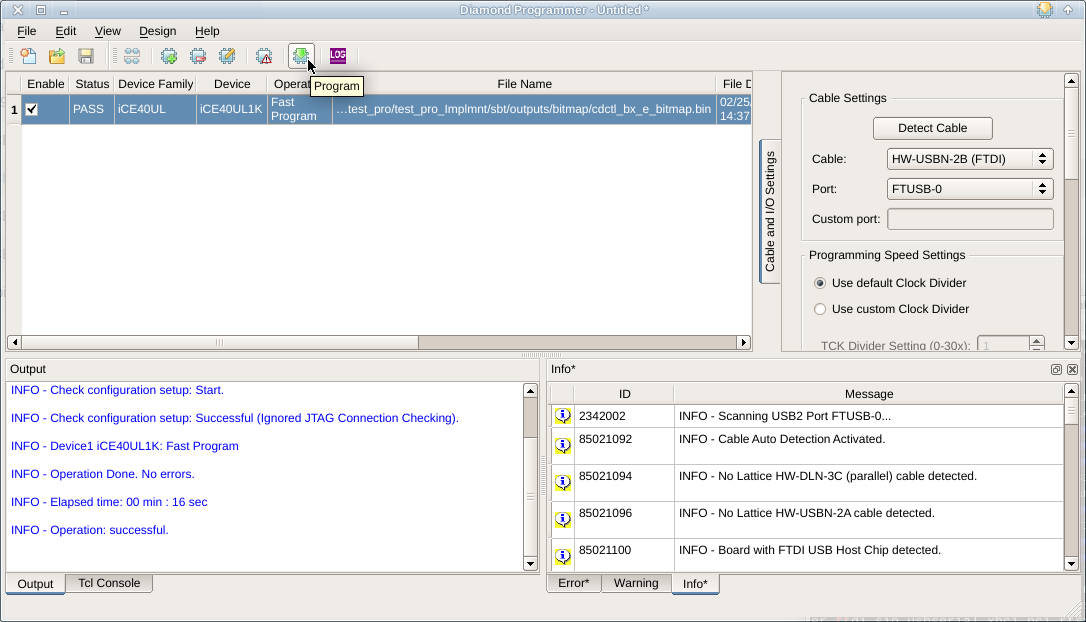 Diamond Programmer - Untitled *
File Edit View Design Help
LOG
Program
Enable Status Device Family Device Operat File Name File D
1 PASS iCE40UL iCE40UL1K Fast Program ...test_pro/test_pro_Implmnt/sbt/outputs/bitmap/cdctl_bx_e_bitmap.bin 02/25/ 14:37
Cable and I/O Settings
Cable Settings
Detect Cable
Cable: HW-USBN-2B (FTDI)
Port: FTUSB-0
Custom port:
Programming Speed Settings
Use default Clock Divider
Use custom Clock Divider
TCK Divider Setting (0-30x): 1
Output
INFO - Check configuration setup: Start.
INFO - Check configuration setup: Successful (Ignored JTAG Connection Checking).
INFO - Device1 iCE40UL1K: Fast Program
INFO - Operation Done. No errors.
INFO - Elapsed time: 00 min : 16 sec
INFO - Operation: successful.
Output Tcl Console
Info*
ID Message
2342002 INFO - Scanning USB2 Port FTUSB-0...
85021092 INFO - Cable Auto Detection Activated.
85021094 INFO - No Lattice HW-DLN-3C (parallel) cable detected.
85021096 INFO - No Lattice HW-USBN-2A cable detected.
85021100 INFO - Board with FTDI USB Host Chip detected.
Error* Warning Info*